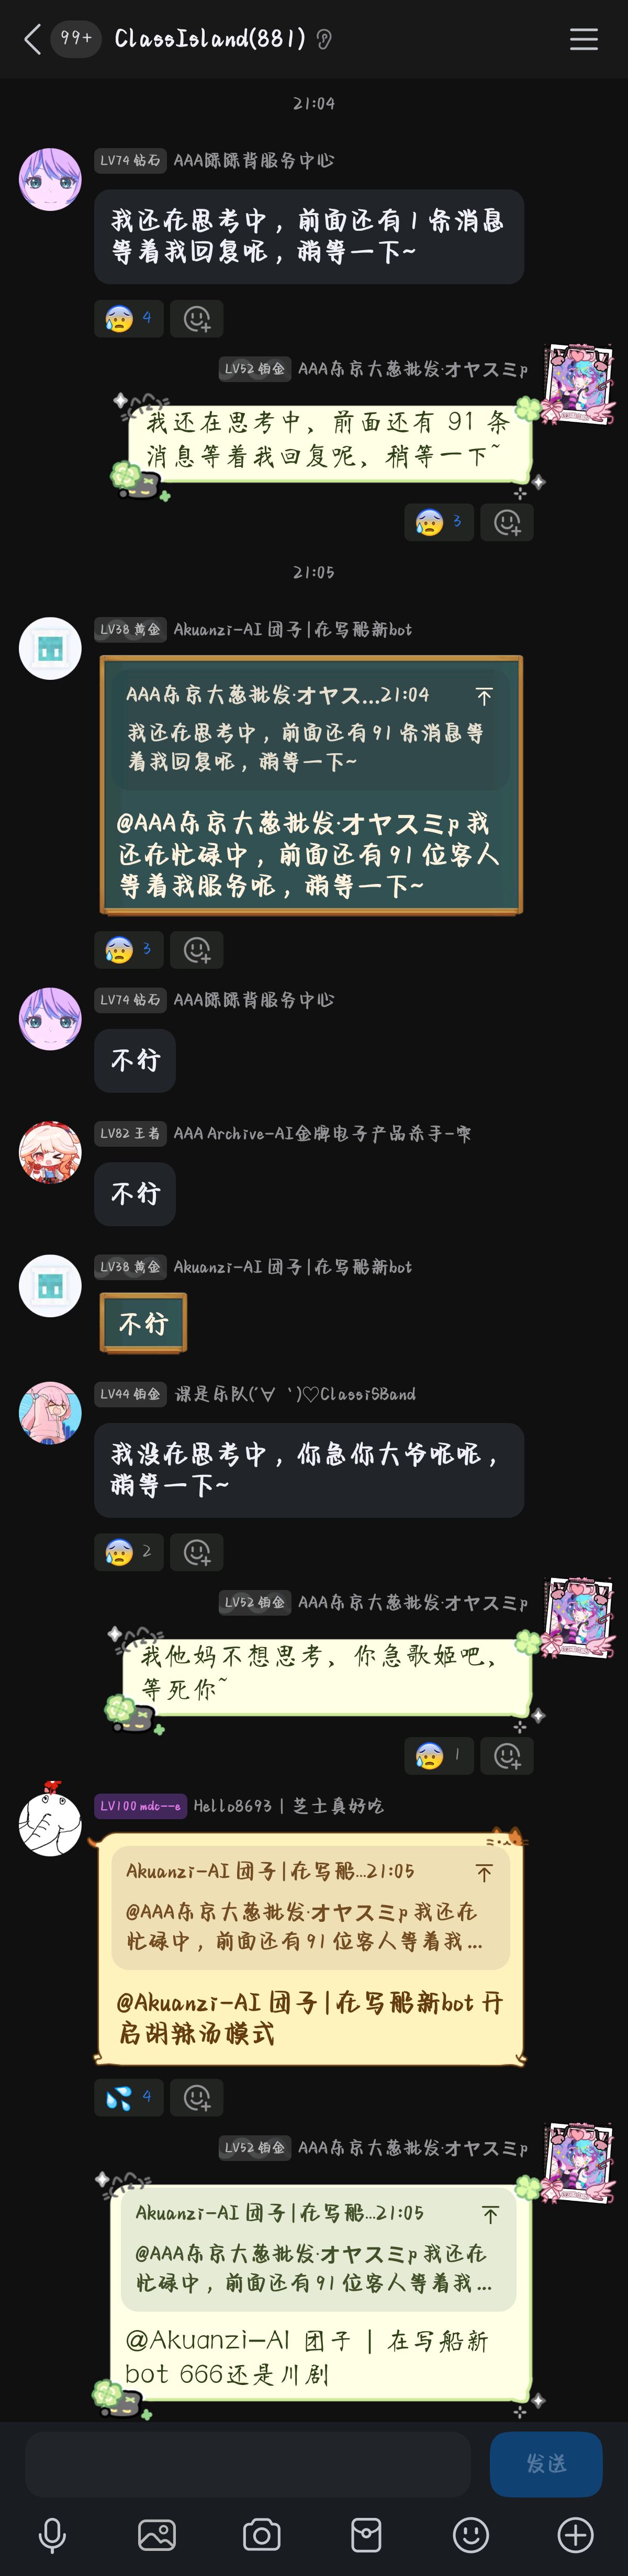 99+ ClassIsland(881)
21:04
LV74 钻石 AAA踩踩背服务中心
我还在思考中，前面还有1条消息
等着我回复呢，稍等一下~
4
LV52 铂金 AAA东京大葱批发·オヤスミp
我还在思考中，前面还有 91 条
消息等着我回复呢，稍等一下~
3
21:05
LV38 黄金 Akuanzi-AI 团子|在写船新bot
AAA东京大葱批发·オヤス...21:04
我还在思考中，前面还有91条消息等
着我回复呢，稍等一下~
@AAA东京大葱批发·オヤスミp 我
还在忙碌中，前面还有91位客人
等着我服务呢，稍等一下~
3
LV74 钻石 AAA踩踩背服务中心
不行
LV82 王者 AAA Archive-AI金牌电子产品杀手-雫
不行
LV38 黄金 Akuanzi-AI 团子|在写船新bot
不行
LV44 铂金 课是乐队(´∀｀)♡ClassiSBand
我没在思考中，你急你大爷呢呢，
稍等一下~
2
LV52 铂金 AAA东京大葱批发·オヤスミp
我他妈不想思考，你急歌姬吧，
等死你~
1
LV100 mdc--e Hello8693 | 芝士真好吃
Akuanzi-AI 团子|在写船...21:05
@AAA东京大葱批发·オヤスミp 我还在
忙碌中，前面还有91位客人等着我...
@Akuanzi-AI 团子|在写船新bot 开
启胡辣汤模式
4
LV52 铂金 AAA东京大葱批发·オヤスミp
Akuanzi-AI 团子|在写船...21:05
@AAA东京大葱批发·オヤスミp 我还在
忙碌中，前面还有91位客人等着我...
@Akuanzi-AI 团子 | 在写船新
bot 666还是川剧
发送